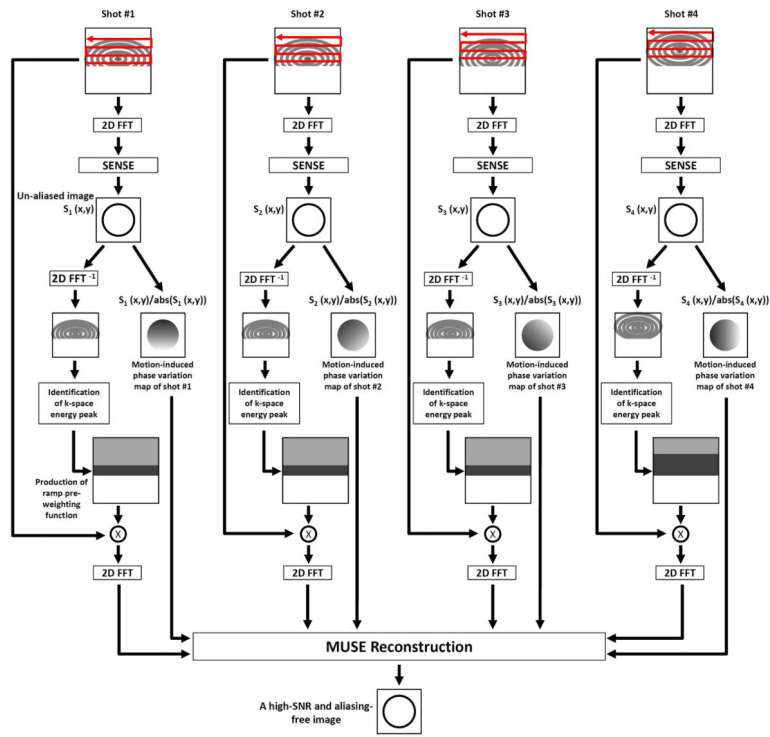 Shot #1
Shot #2
Shot #3
Shot #4
2D FFT
2D FFT
2D FFT
2D FFT
SENSE
SENSE
SENSE
SENSE
Un-aliased image
S1 (x,y)
S2 (x,y)
S3 (x,y)
S4 (x,y)
2D FFT -1
2D FFT -1
2D FFT -1
2D FFT -1
S1 (x,y)/abs(S1 (x,y))
S2 (x,y)/abs(S2 (x,y))
S3 (x,y)/abs(S3 (x,y))
S4 (x,y)/abs(S4 (x,y))
Motion-induced
phase variation
map of shot #1
Motion-induced
phase variation
map of shot #2
Motion-induced
phase variation
map of shot #3
Motion-induced
phase variation
map of shot #4
Identification
of k-space
energy peak
Identification
of k-space
energy peak
Identification
of k-space
energy peak
Identification
of k-space
energy peak
Production of
ramp pre-
weighting
function
X
X
X
X
2D FFT
2D FFT
2D FFT
2D FFT
MUSE Reconstruction
A high-SNR and aliasing-
free image